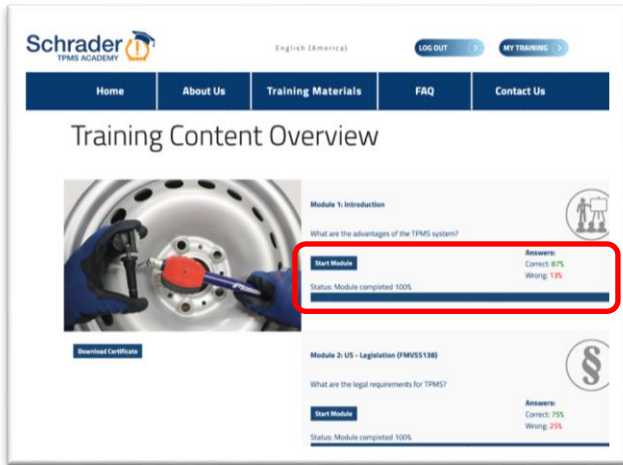 Schrader
TPMS ACADEMY
English (America)
LOG OUT
MY TRAINING
Home
About Us
Training Materials
FAQ
Contact Us
Training Content Overview
Module 1: Introduction
What are the advantages of the TPMS system?
Start Module
Answers:
Correct: 87%
Wrong: 13%
Status: Module completed 100%
Download Certificate
Module 2: US - Legislation (FMVSS138)
What are the legal requirements for TPMS?
Start Module
Answers:
Correct: 75%
Wrong: 25%
Status: Module completed 100%